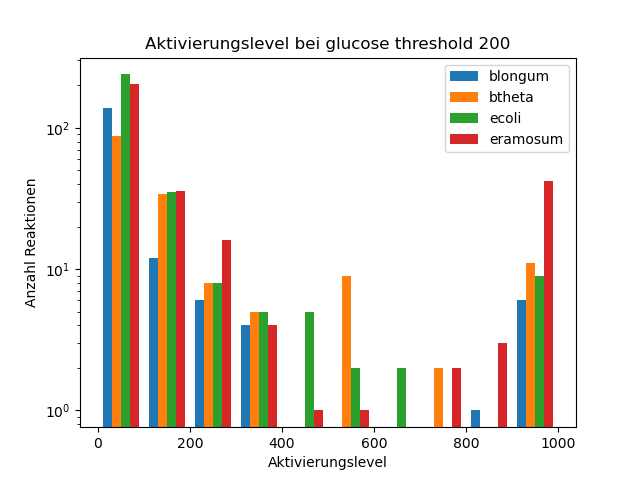 Aktivierungslevel bei glucose threshold 200
blongum
btheta
ecoli
eramosum
Anzahl Reaktionen
10²
10¹
10⁰
0 200 400 600 800 1000
Aktivierungslevel